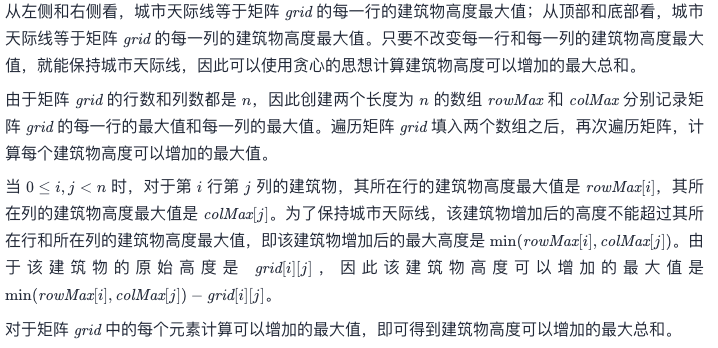 从左侧和右侧看，城市天际线等于矩阵 grid 的每一行的建筑物高度最大值；从顶部和底部看，城市
天际线等于矩阵 grid 的每一列的建筑物高度最大值。只要不改变每一行和每一列的建筑物高度最大
值，就能保持城市天际线，因此可以使用贪心的思想计算建筑物高度可以增加的最大总和。
由于矩阵 grid 的行数和列数都是 n，因此创建两个长度为 n 的数组 rowMax 和 colMax 分别记录矩
阵 grid 的每一行的最大值和每一列的最大值。遍历矩阵 grid 填入两个数组之后，再次遍历矩阵，计
算每个建筑物高度可以增加的最大值。
当 0 ≤ i, j < n 时，对于第 i 行第 j 列的建筑物，其所在行的建筑物高度最大值是 rowMax[i]，其所
在列的建筑物高度最大值是 colMax[j]。为了保持城市天际线，该建筑物增加后的高度不能超过其所
在行和所在列的建筑物高度最大值，即该建筑物增加后的最大高度是 min(rowMax[i], colMax[j])。由
于该建筑物的原始高度是 grid[i][j]，因此该建筑物高度可以增加的最大值是
min(rowMax[i], colMax[j]) − grid[i][j]。
对于矩阵 grid 中的每个元素计算可以增加的最大值，即可得到建筑物高度可以增加的最大总和。